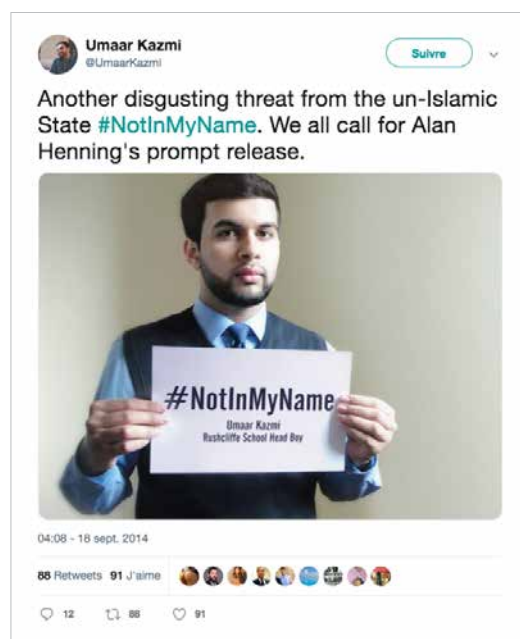 Umaar Kazmi
@UmaarKazmi
Suivre
Another disgusting threat from the un-Islamic
State #NotInMyName. We all call for Alan
Henning's prompt release.
#NotInMyName
Umaar Kazmi
Rushcliffe School Head Boy
04:08 - 18 sept. 2014
88 Retweets 91 J'aime
12 88 91